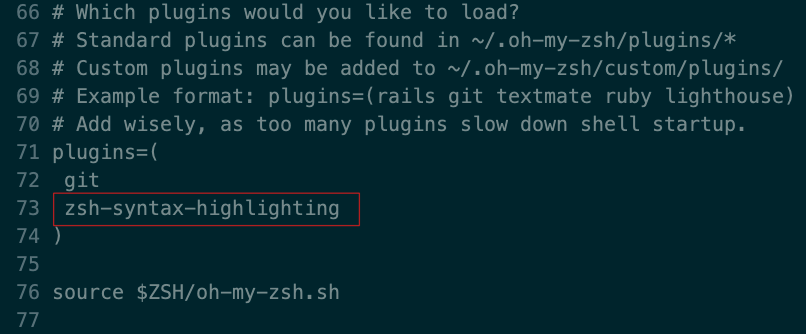 66 # Which plugins would you like to load?
67 # Standard plugins can be found in ~/.oh-my-zsh/plugins/*
68 # Custom plugins may be added to ~/.oh-my-zsh/custom/plugins/
69 # Example format: plugins=(rails git textmate ruby lighthouse)
70 # Add wisely, as too many plugins slow down shell startup.
71 plugins=(
72  git
73  zsh-syntax-highlighting
74 )
75
76 source $ZSH/oh-my-zsh.sh
77